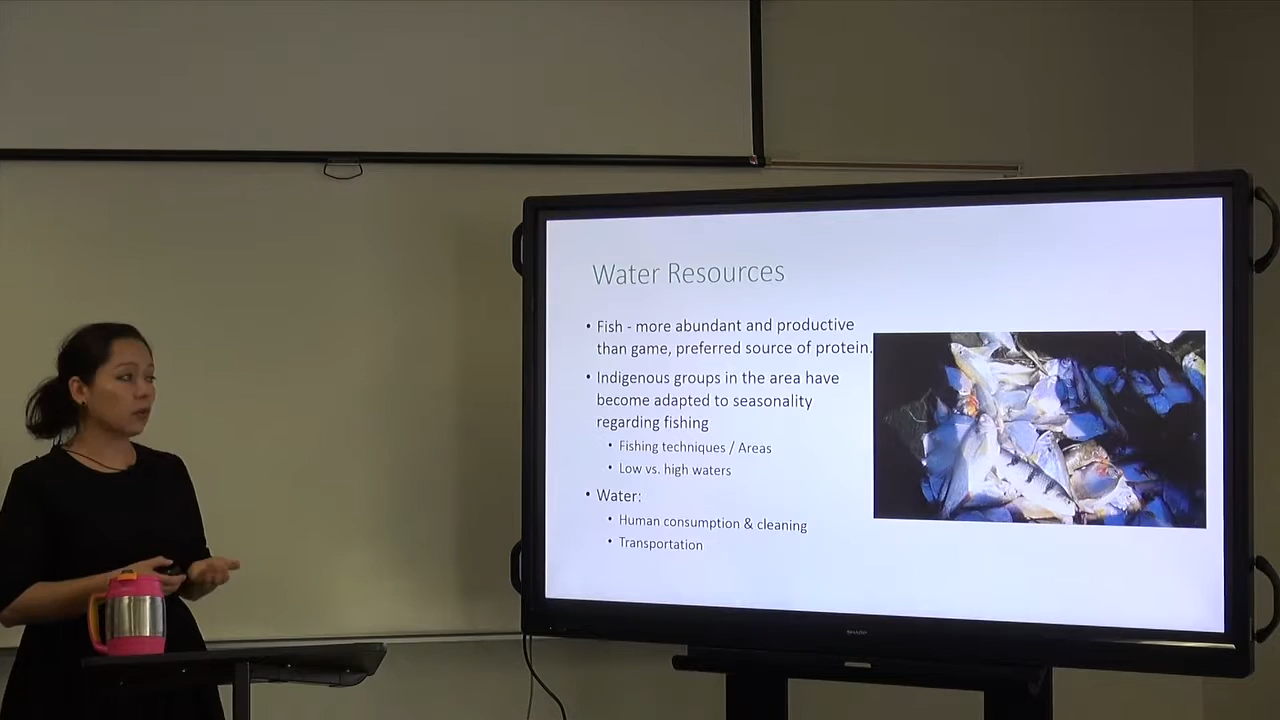 Water Resources
• Fish - more abundant and productive
than game, preferred source of protein.
• Indigenous groups in the area have
become adapted to seasonality
regarding fishing
• Fishing techniques / Areas
• Low vs. high waters
• Water:
• Human consumption & cleaning
• Transportation
SHARP